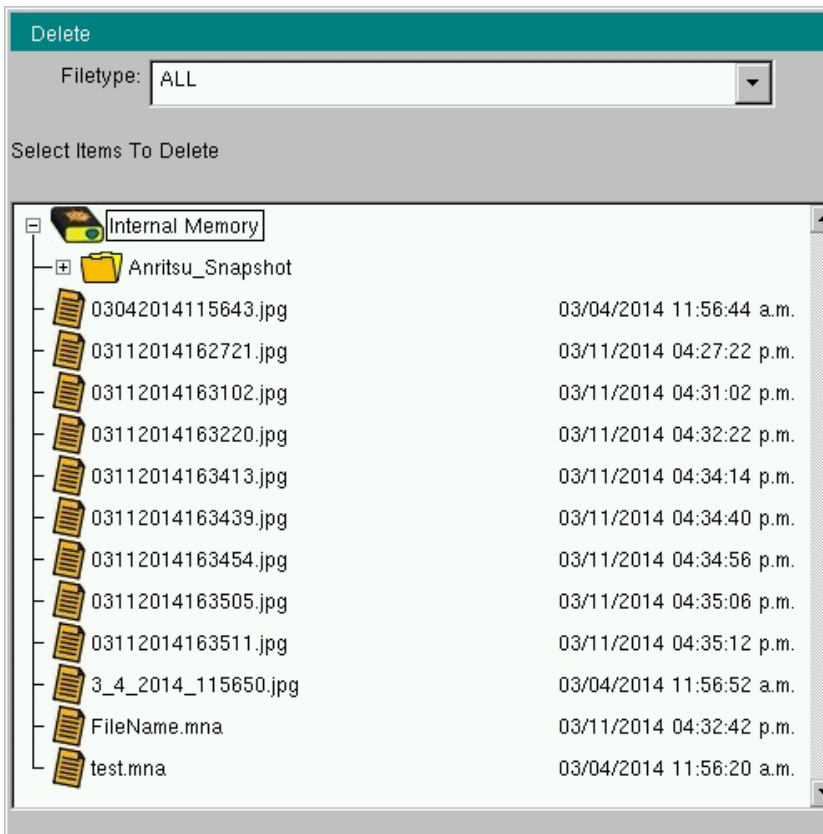 Delete
Filetype: ALL
Select Items To Delete
Internal Memory
Anritsu_Snapshot
03042014115643.jpg 03/04/2014 11:56:44 a.m.
03112014162721.jpg 03/11/2014 04:27:22 p.m.
03112014163102.jpg 03/11/2014 04:31:02 p.m.
03112014163220.jpg 03/11/2014 04:32:22 p.m.
03112014163413.jpg 03/11/2014 04:34:14 p.m.
03112014163439.jpg 03/11/2014 04:34:40 p.m.
03112014163454.jpg 03/11/2014 04:34:56 p.m.
03112014163505.jpg 03/11/2014 04:35:06 p.m.
03112014163511.jpg 03/11/2014 04:35:12 p.m.
3_4_2014_115650.jpg 03/04/2014 11:56:52 a.m.
FileName.mna 03/11/2014 04:32:42 p.m.
test.mna 03/04/2014 11:56:20 a.m.